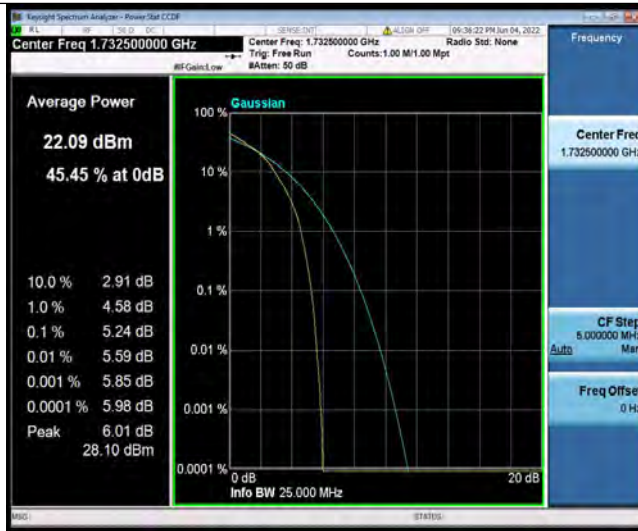 Keysight Spectrum Analyzer - Power Stat CCDF
RL RF 50 Ω DC SENSE:INT ALIGN OFF 09:36:22 PM Jun 04, 2022
Center Freq 1.732500000 GHz
Center Freq: 1.732500000 GHz Radio Std: None
Trig: Free Run Counts:1.00 M/1.00 Mpt
#IFGain:Low #Atten: 50 dB
Frequency
Average Power
22.09 dBm
45.45 % at 0dB
10.0 % 2.91 dB
1.0 % 4.58 dB
0.1 % 5.24 dB
0.01 % 5.59 dB
0.001 % 5.85 dB
0.0001 % 5.98 dB
Peak 6.01 dB
28.10 dBm
Gaussian
100 %
10 %
1 %
0.1 %
0.01 %
0.001 %
0.0001 %
0 dB 20 dB
Info BW 25.000 MHz
Center Freq
1.732500000 GHz
CF Step
5.000000 MHz
Auto Man
Freq Offse
0 Hz
MSG STATUS